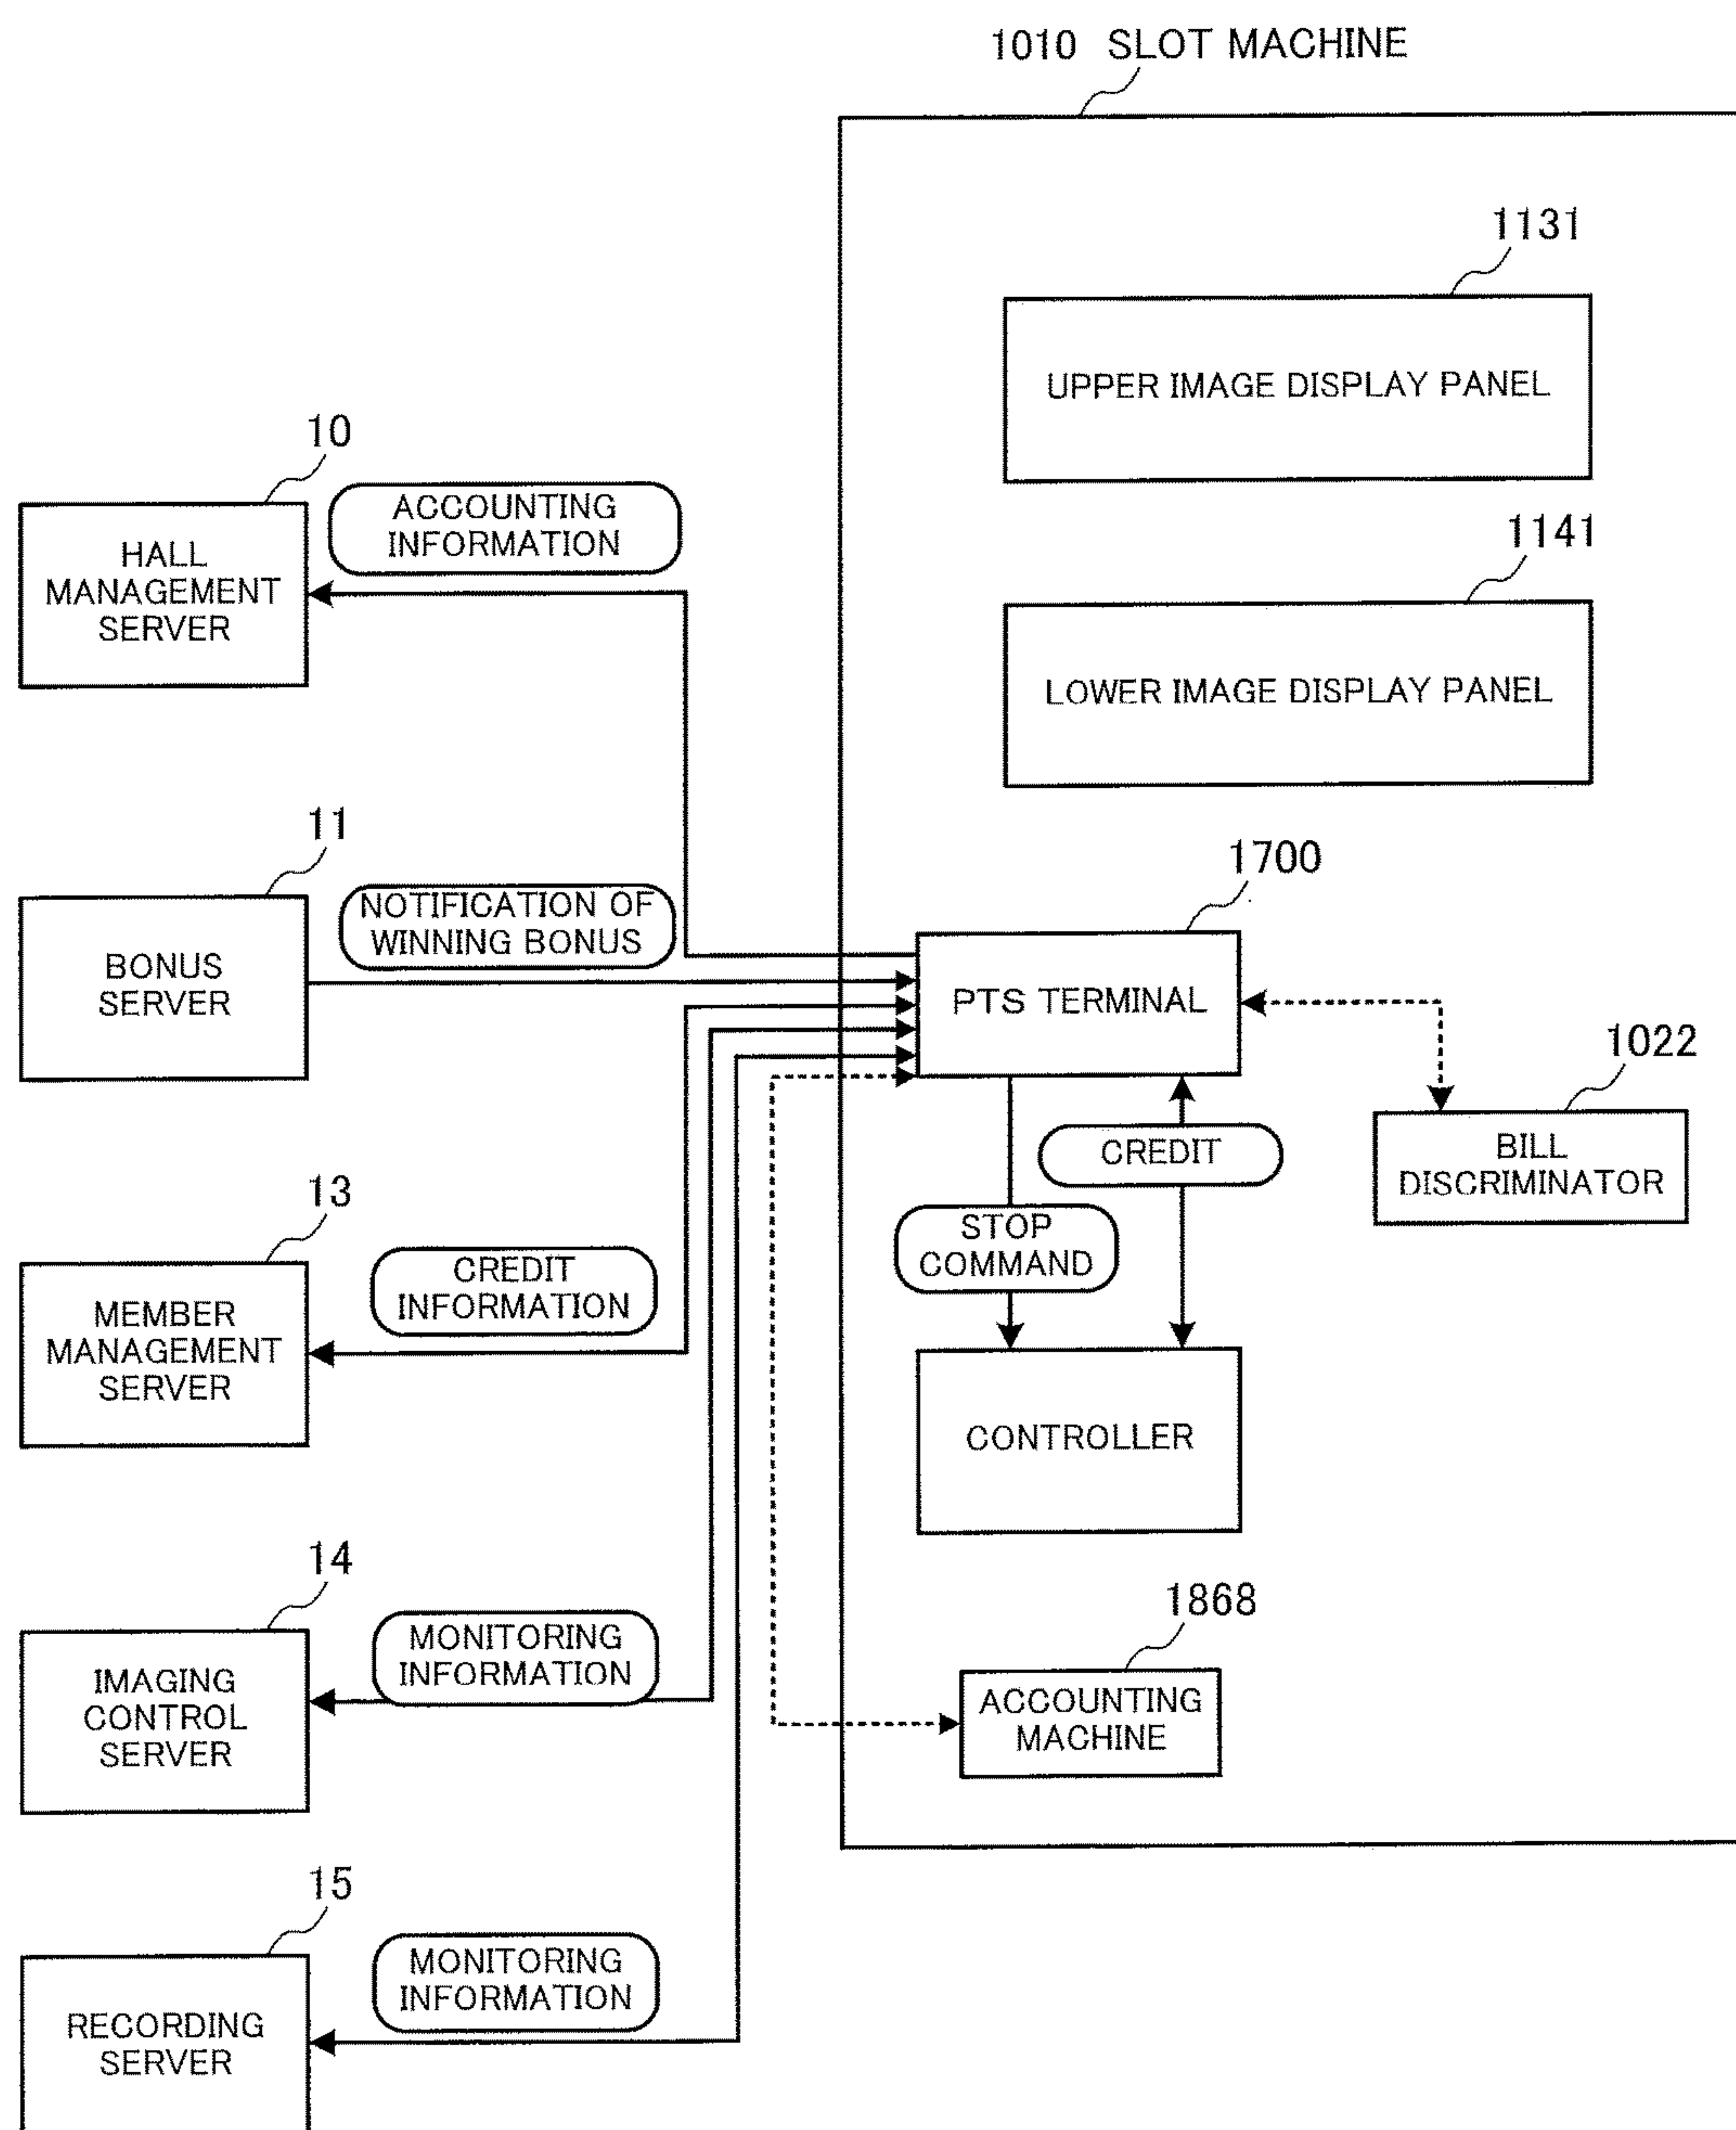 1010 SLOT MACHINE
1131
UPPER IMAGE DISPLAY PANEL
1141
LOWER IMAGE DISPLAY PANEL
10
HALL
MANAGEMENT
SERVER
ACCOUNTING
INFORMATION
11
BONUS
SERVER
NOTIFICATION OF
WINNING BONUS
1700
PTS TERMINAL
1022
BILL
DISCRIMINATOR
CREDIT
STOP
COMMAND
CONTROLLER
13
MEMBER
MANAGEMENT
SERVER
CREDIT
INFORMATION
14
IMAGING
CONTROL
SERVER
MONITORING
INFORMATION
1868
ACCOUNTING
MACHINE
15
RECORDING
SERVER
MONITORING
INFORMATION